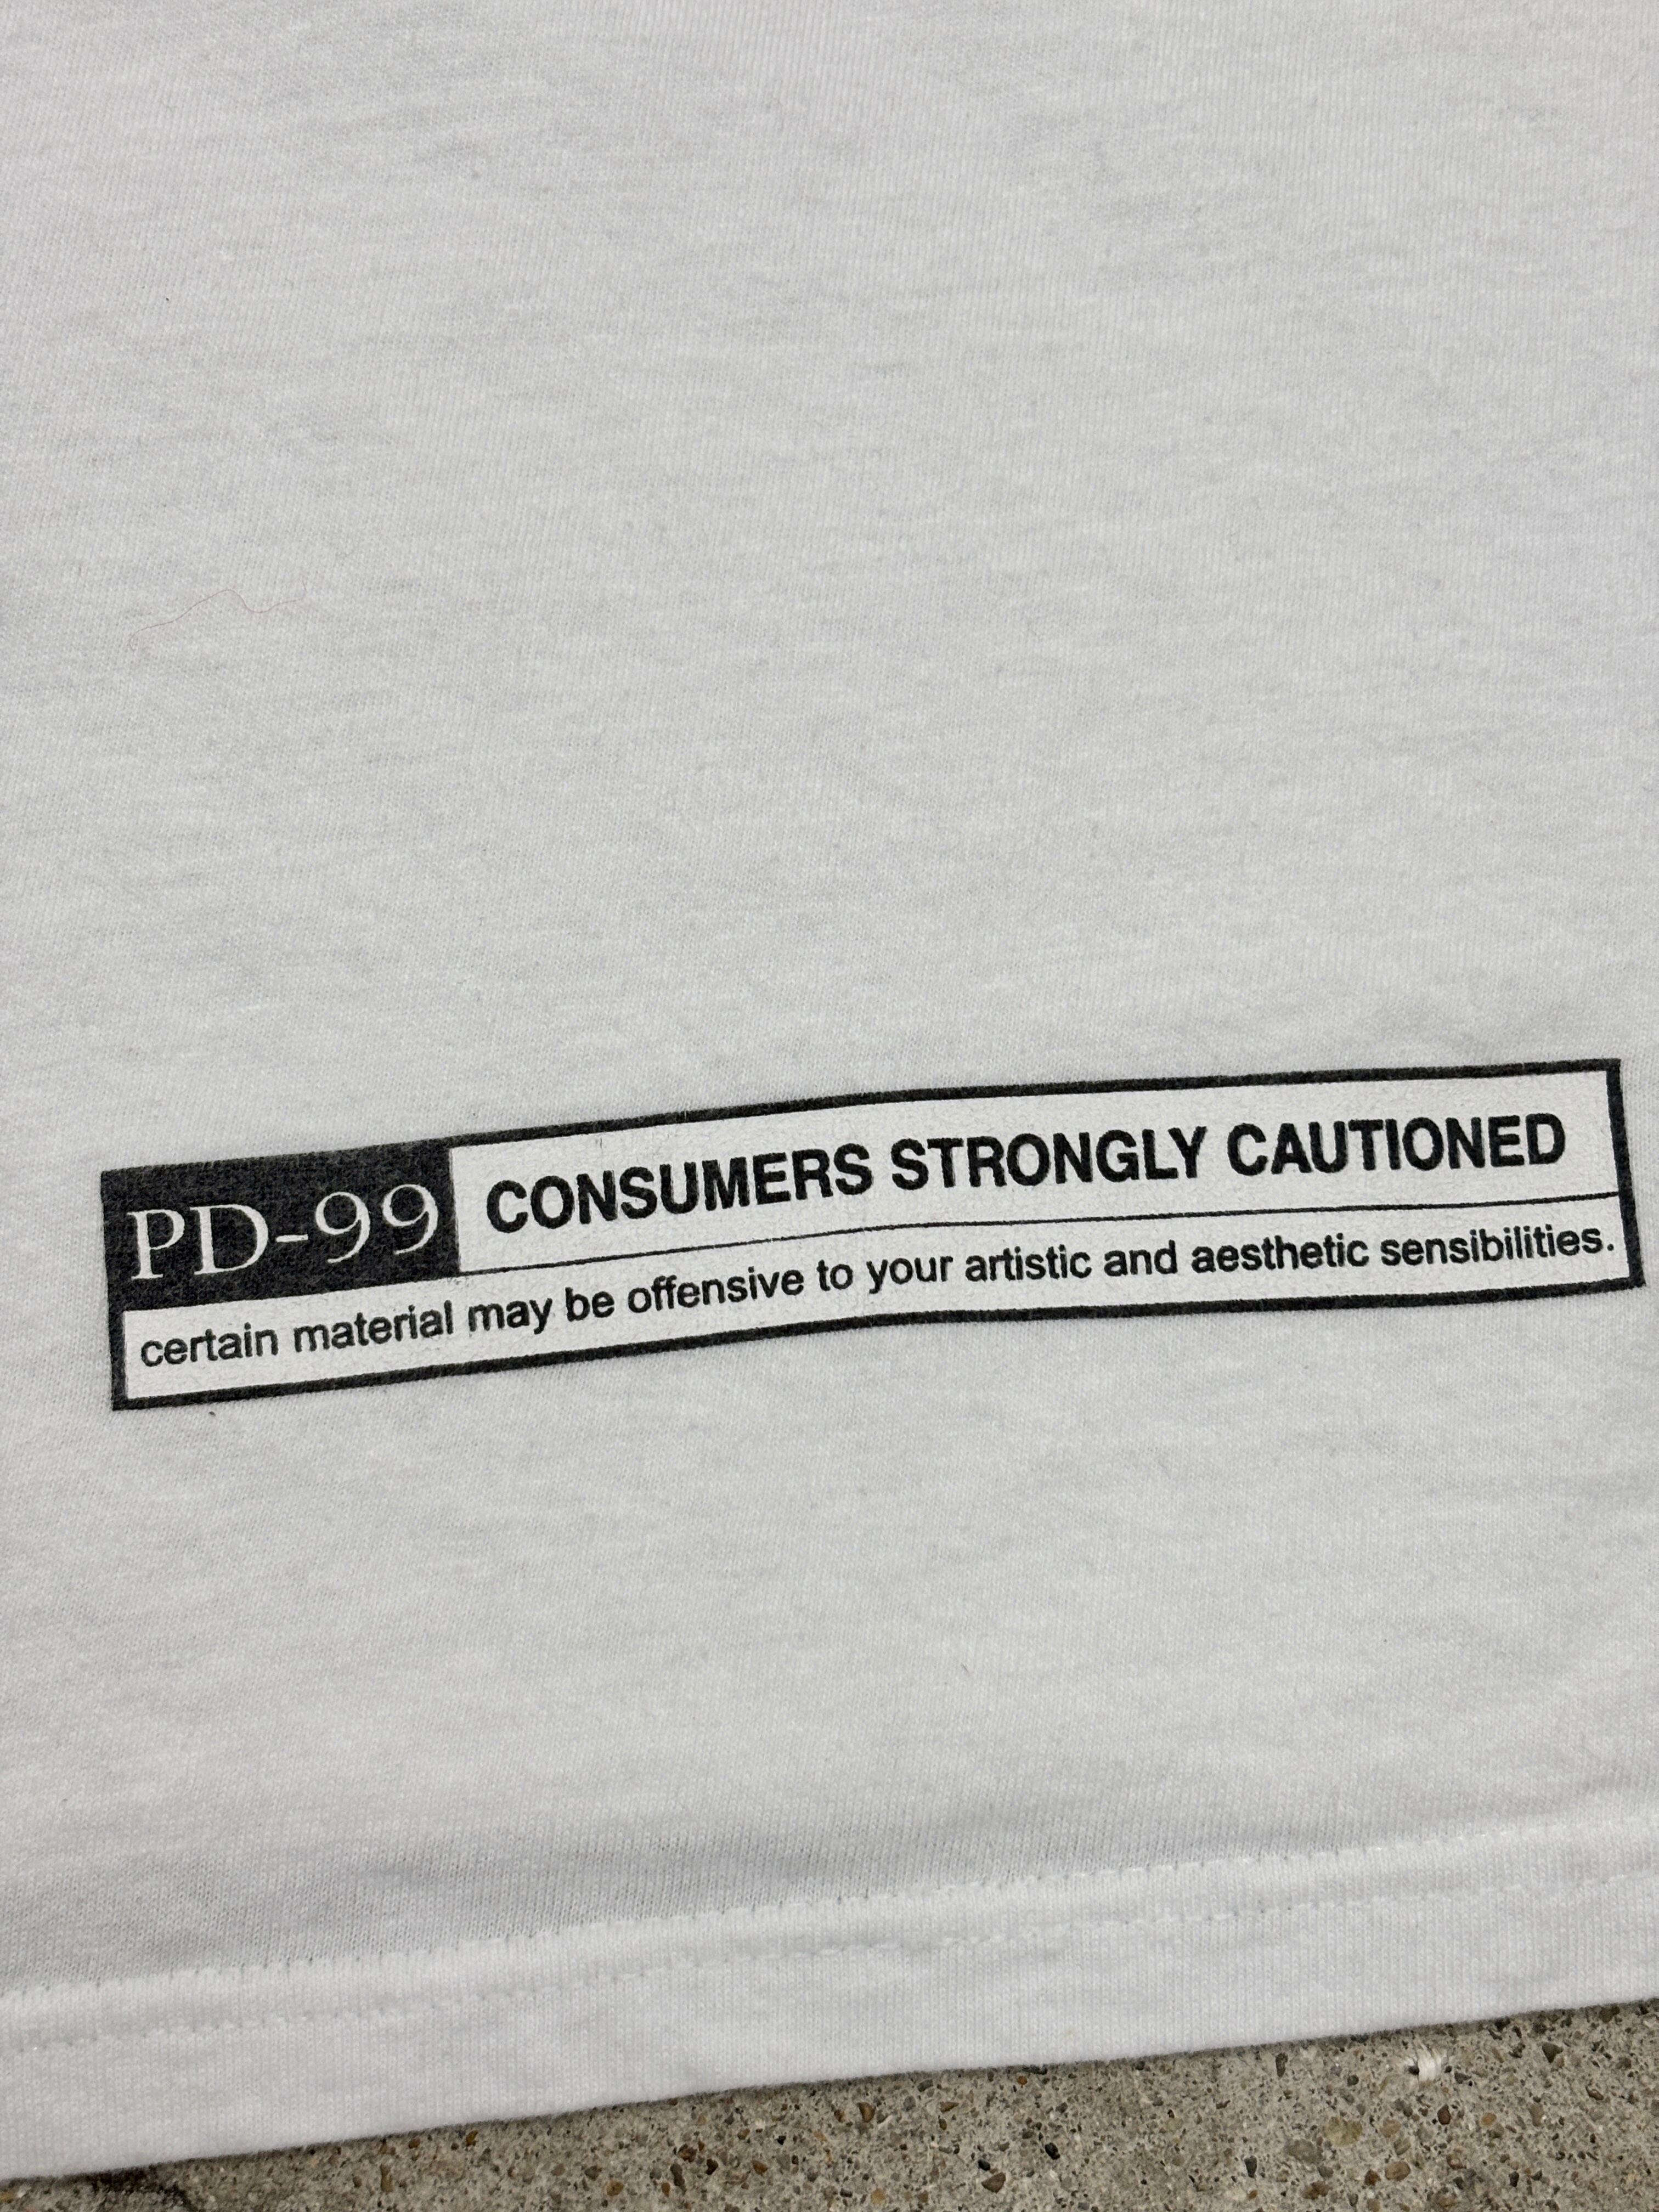 PD-99 CONSUMERS STRONGLY CAUTIONED
certain material may be offensive to your artistic and aesthetic sensibilities.